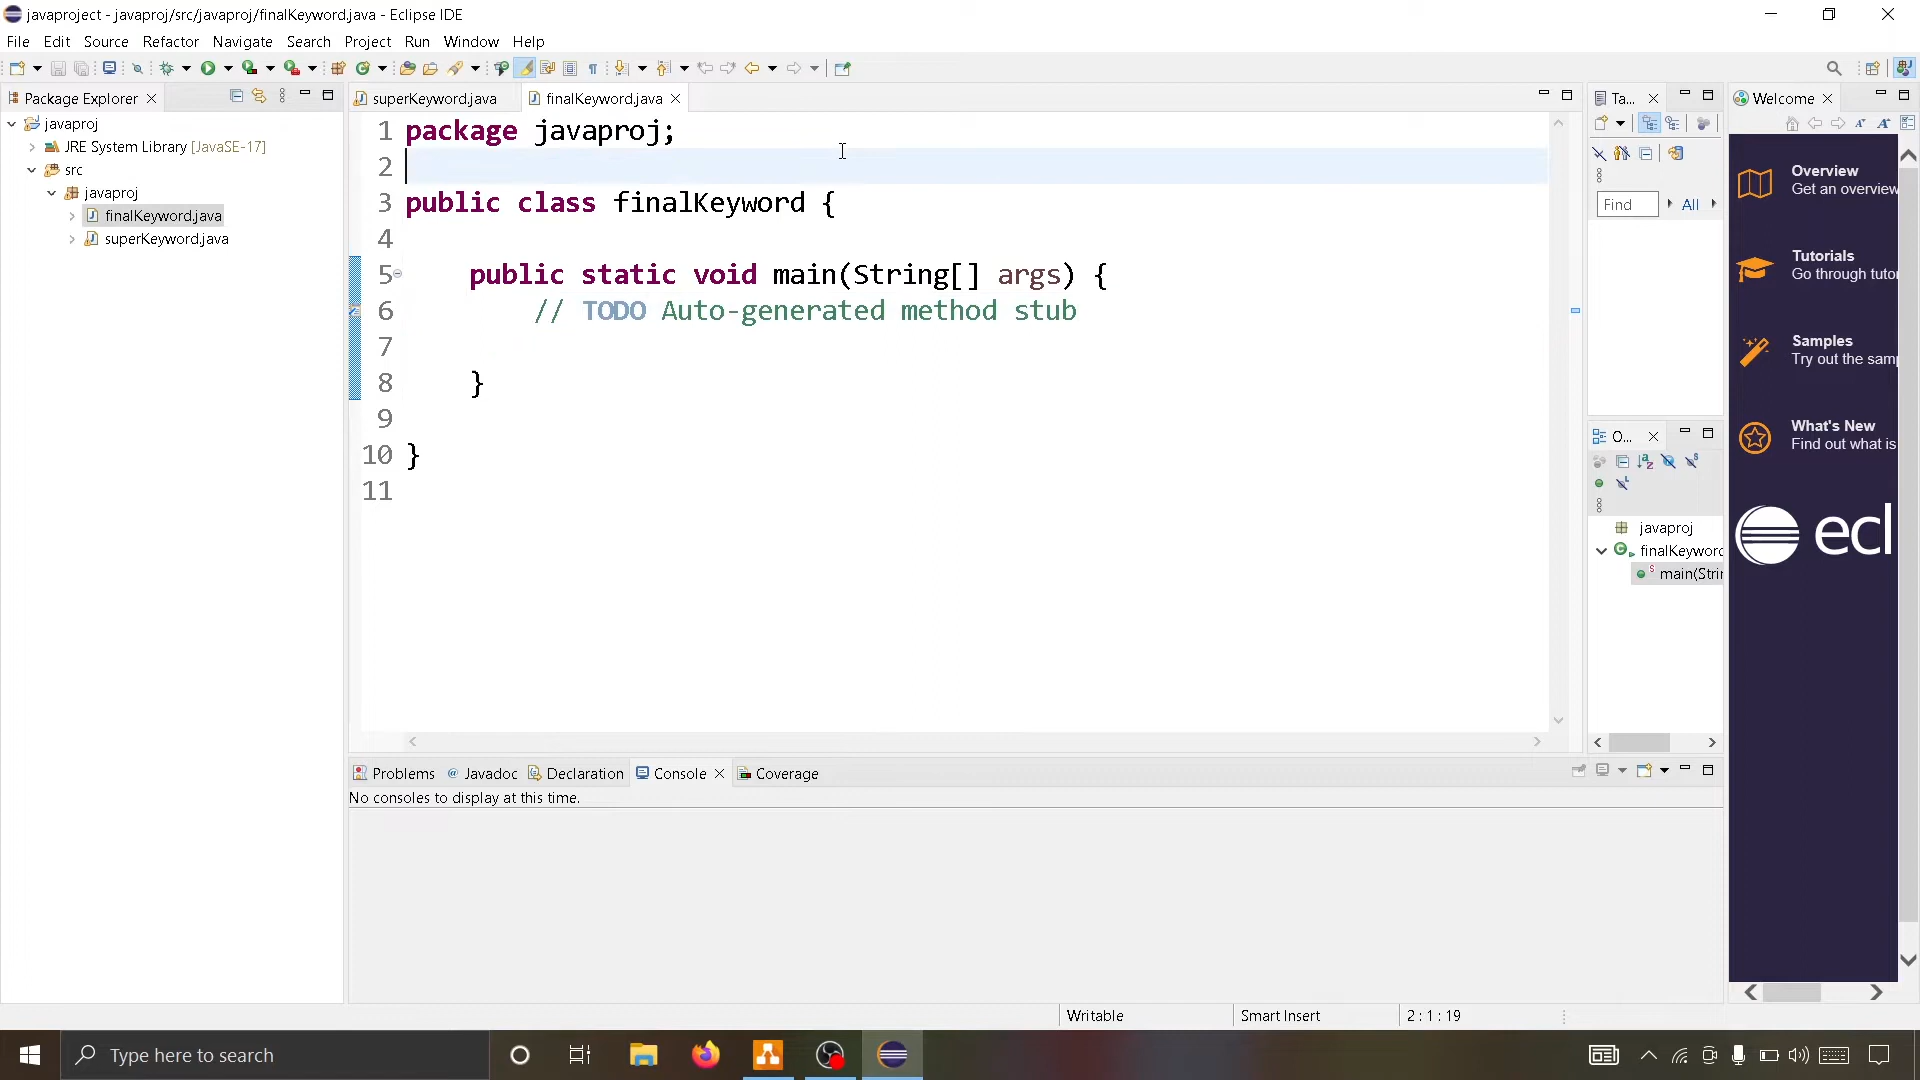 javaproject - javaproj/src/javaproj/finalKeyword.java - Eclipse IDE
File Edit Source Refactor Navigate Search Project Run Window Help
Package Explorer
javaproj
JRE System Library [JavaSE-17]
src
javaproj
finalKeyword.java
superKeyword.java
superKeyword.java finalKeyword.java
1 package javaproj;
2
3 public class finalKeyword {
4
5 public static void main(String[] args) {
6 // TODO Auto-generated method stub
7
8 }
9
10 }
11
Ta...
Find All
O...
javaproj
finalKeyword
main(Strin
Welcome
Overview
Get an overview
Tutorials
Go through tutor
Samples
Try out the samp
What's New
Find out what is
ecl
Problems @ Javadoc Declaration Console Coverage
No consoles to display at this time.
Writable Smart Insert 2 : 1 : 19
Type here to search